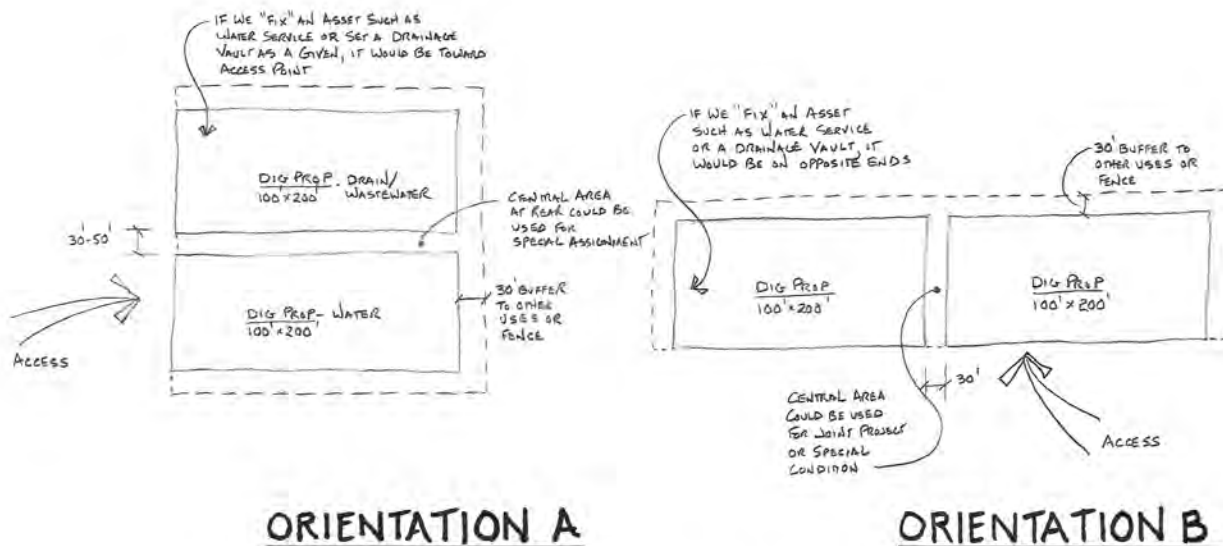 IF WE "FIX" AN ASSET SUCH AS
WATER SERVICE OR SET A DRAINAGE
VAULT AS A GIVEN, IT WOULD BE TOWARD
ACCESS POINT
DIG PROP - DRAIN/
100'x200' WASTEWATER
CENTRAL AREA
AT REAR COULD BE
USED FOR
SPECIAL ASSIGNMENT
30'-50'
DIG PROP - WATER
100'x200'
30' BUFFER
TO OTHER
USES OR
FENCE
ACCESS
ORIENTATION A
IF WE "FIX" AN ASSET
SUCH AS WATER SERVICE
OR A DRAINAGE VAULT, IT
WOULD BE ON OPPOSITE ENDS
30' BUFFER TO
OTHER USES OR
FENCE
DIG PROP
100'x200'
DIG PROP
100'x200'
30'
CENTRAL AREA
COULD BE USED
FOR JOINT PROJECT
OR SPECIAL
CONDITION
ACCESS
ORIENTATION B